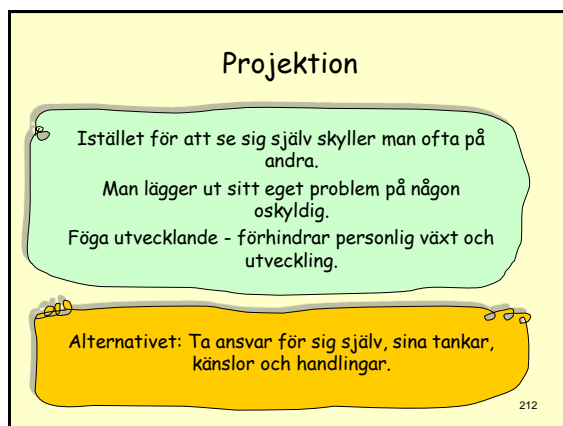 Projektion
Istället för att se sig själv skyller man ofta på
andra.
Man lägger ut sitt eget problem på någon
oskyldig.
Föga utvecklande - förhindrar personlig växt och
utveckling.
Alternativet: Ta ansvar för sig själv, sina tankar,
känslor och handlingar.
212